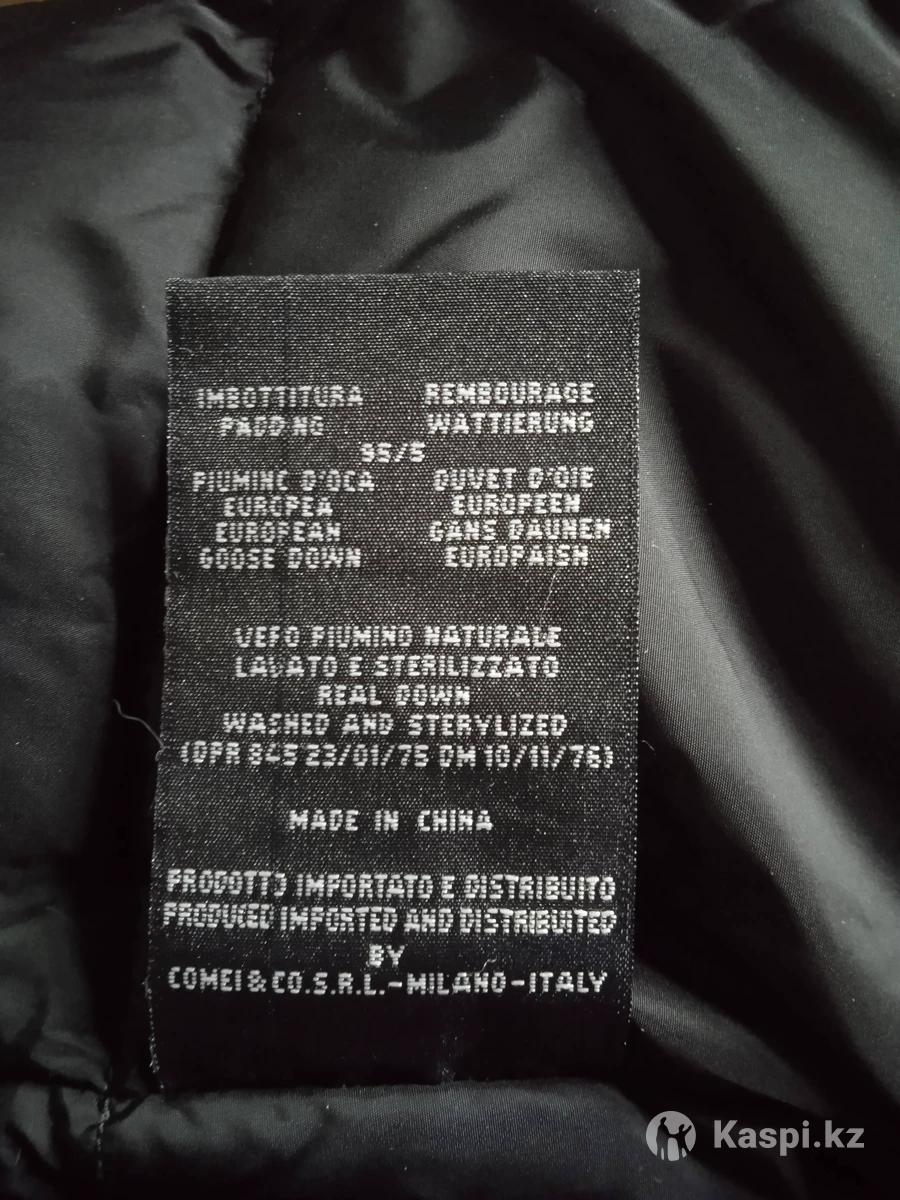 IMBOTTITURA REMBOURAGE
PADDING WATTIERUNG
95/5
PIUMINO D'OCA DUVET D'OIE
EUROPEA EUROPEEN
EUROPEAN GANS DAUNEN
GOOSE DOWN EUROPAISH
VERO PIUMINO NATURALE
LAVATO E STERILIZZATO
REAL DOWN
WASHED AND STERYLIZED
(DPR 845 23/01/75 DM 10/11/76)
MADE IN CHINA
PRODOTTO IMPORTATO E DISTRIBUITO
PRODUCED IMPORTED AND DISTRIBUITED
BY
COMEI & CO.S.R.L.-MILANO-ITALY
Kaspi.kz